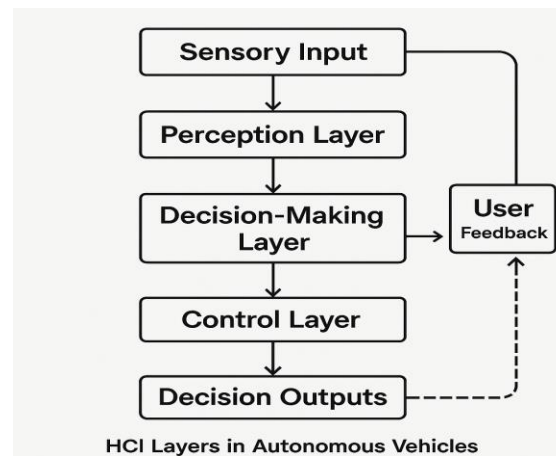 Sensory Input
Perception Layer
Decision-Making
Layer
User
Feedback
Control Layer
Decision Outputs
HCI Layers in Autonomous Vehicles